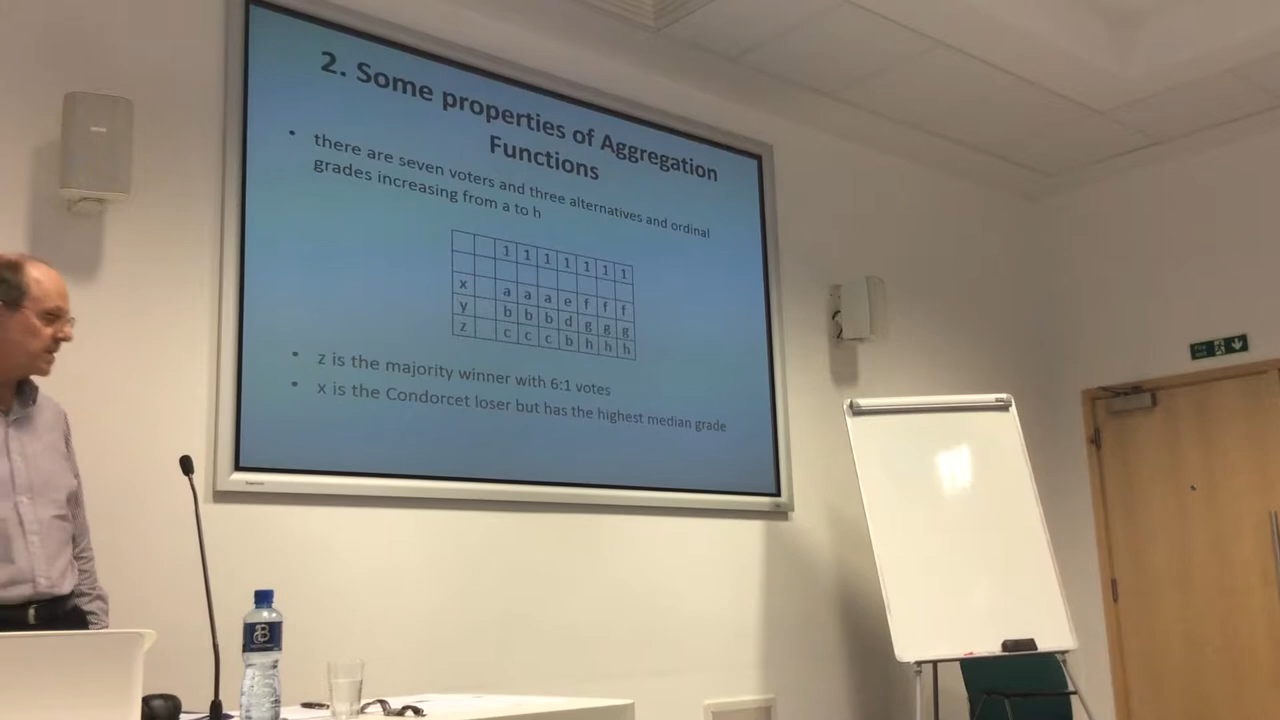 2. Some properties of Aggregation
Functions
• there are seven voters and three alternatives and ordinal
grades increasing from a to h
1 1 1 1 1 1 1
x a a a e f f f
y b b b d g g g
z c c c b h h h
• z is the majority winner with 6:1 votes
• x is the Condorcet loser but has the highest median grade